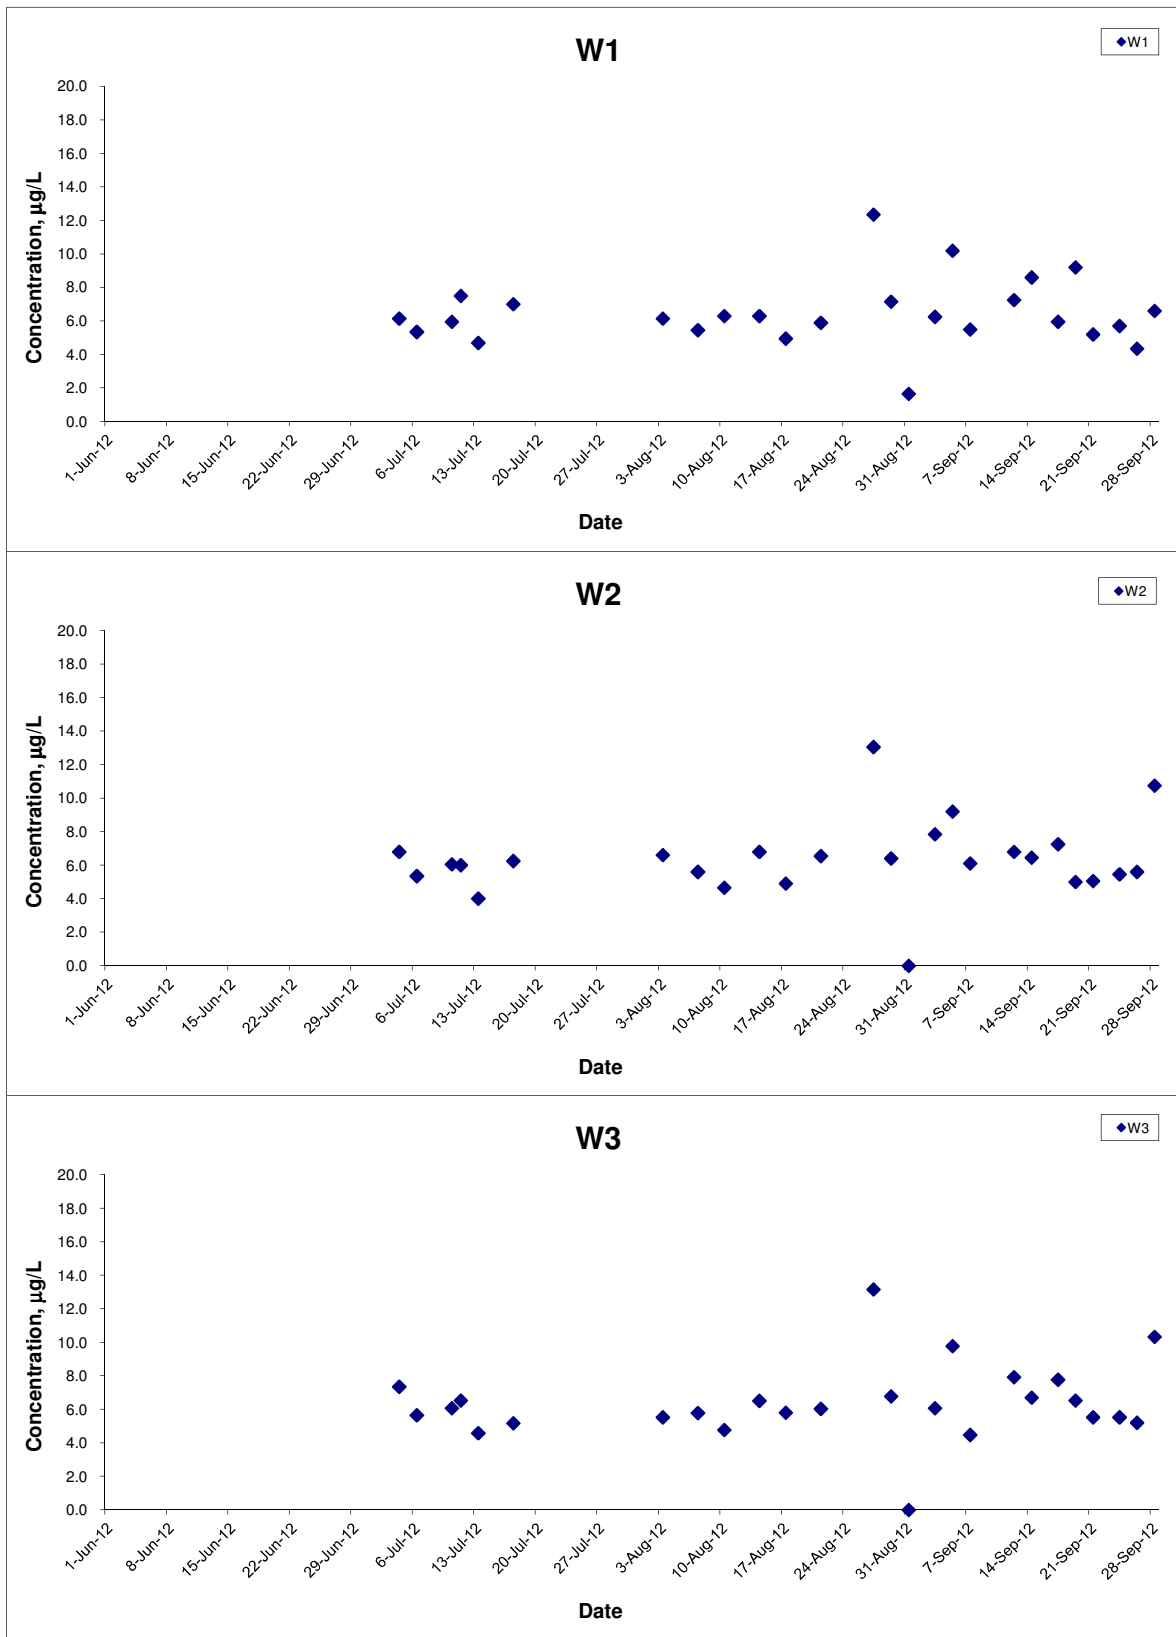 W1
W1
20.0
18.0
16.0
14.0
12.0
10.0
8.0
6.0
4.0
2.0
0.0
Concentration, µg/L
1-Jun-12 8-Jun-12 15-Jun-12 22-Jun-12 29-Jun-12 6-Jul-12 13-Jul-12 20-Jul-12 27-Jul-12 3-Aug-12 10-Aug-12 17-Aug-12 24-Aug-12 31-Aug-12 7-Sep-12 14-Sep-12 21-Sep-12 28-Sep-12
Date
W2
W2
20.0
18.0
16.0
14.0
12.0
10.0
8.0
6.0
4.0
2.0
0.0
Concentration, µg/L
1-Jun-12 8-Jun-12 15-Jun-12 22-Jun-12 29-Jun-12 6-Jul-12 13-Jul-12 20-Jul-12 27-Jul-12 3-Aug-12 10-Aug-12 17-Aug-12 24-Aug-12 31-Aug-12 7-Sep-12 14-Sep-12 21-Sep-12 28-Sep-12
Date
W3
W3
20.0
18.0
16.0
14.0
12.0
10.0
8.0
6.0
4.0
2.0
0.0
Concentration, µg/L
1-Jun-12 8-Jun-12 15-Jun-12 22-Jun-12 29-Jun-12 6-Jul-12 13-Jul-12 20-Jul-12 27-Jul-12 3-Aug-12 10-Aug-12 17-Aug-12 24-Aug-12 31-Aug-12 7-Sep-12 14-Sep-12 21-Sep-12 28-Sep-12
Date